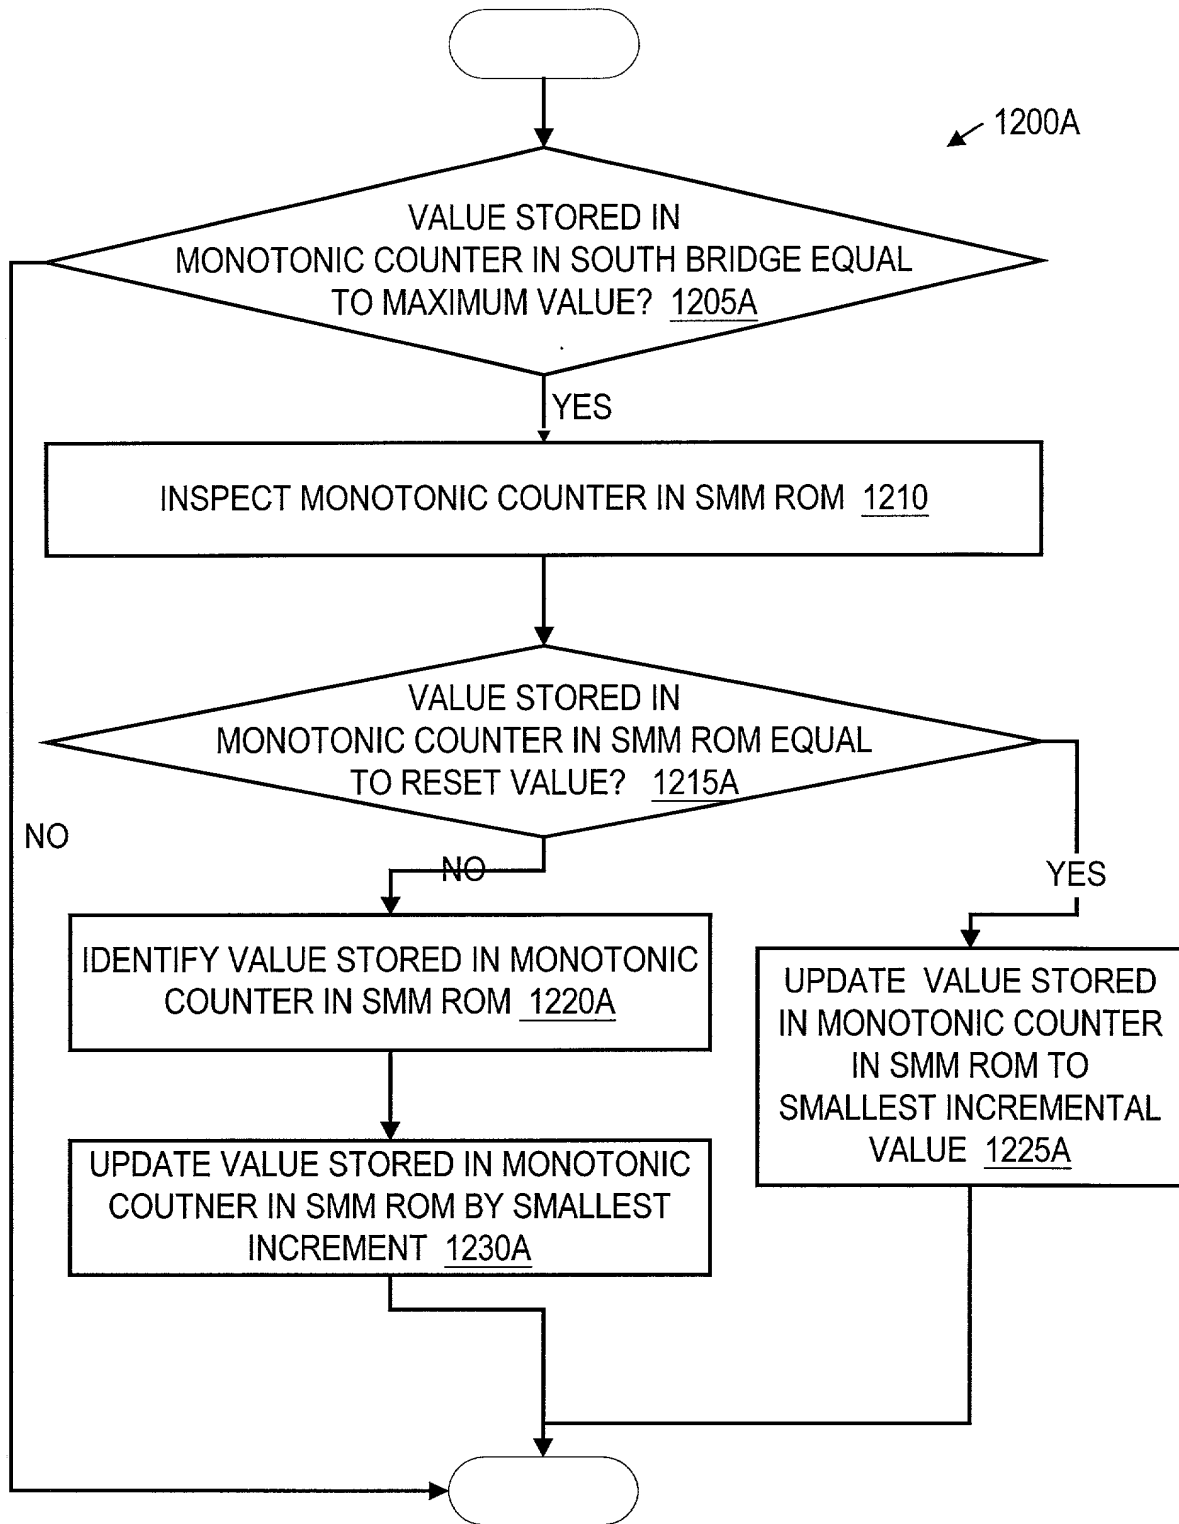 1200A
VALUE STORED IN
MONOTONIC COUNTER IN SOUTH BRIDGE EQUAL
TO MAXIMUM VALUE? 1205A
YES
INSPECT MONOTONIC COUNTER IN SMM ROM 1210
VALUE STORED IN
MONOTONIC COUNTER IN SMM ROM EQUAL
TO RESET VALUE? 1215A
NO
NO
YES
IDENTIFY VALUE STORED IN MONOTONIC
COUNTER IN SMM ROM 1220A
UPDATE VALUE STORED
IN MONOTONIC COUNTER
IN SMM ROM TO
SMALLEST INCREMENTAL
VALUE 1225A
UPDATE VALUE STORED IN MONOTONIC
COUTNER IN SMM ROM BY SMALLEST
INCREMENT 1230A